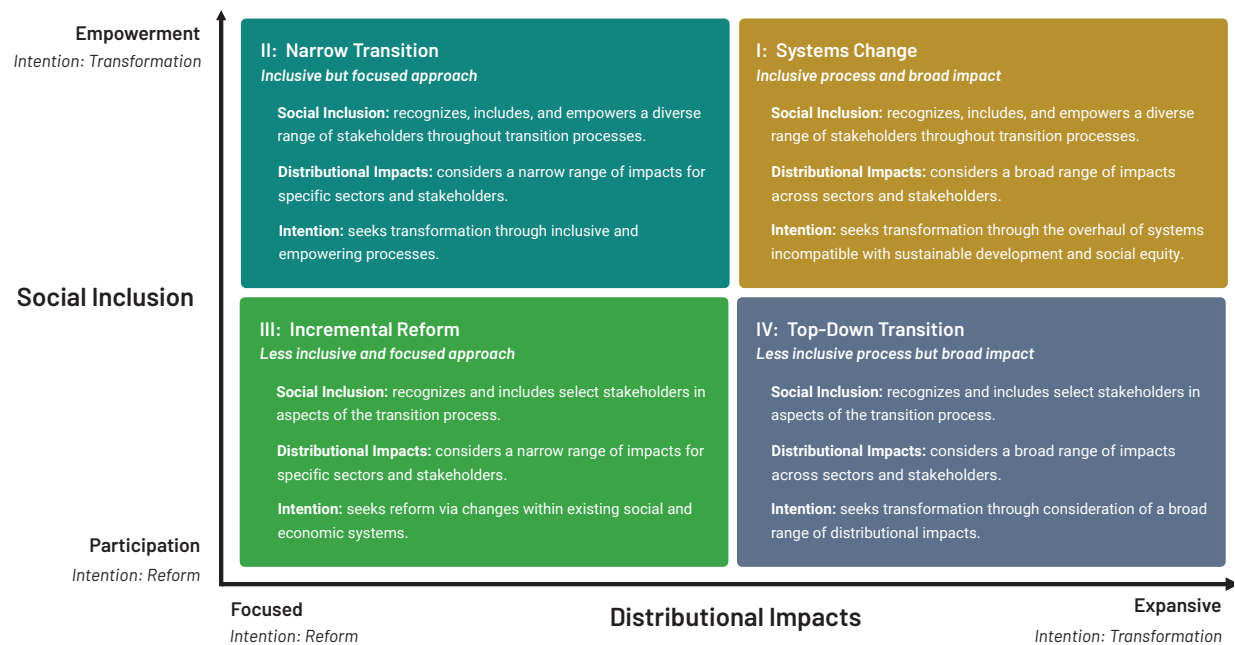 Empowerment
Intention: Transformation
II: Narrow Transition
Inclusive but focused approach
Social Inclusion: recognizes, includes, and empowers a diverse
range of stakeholders throughout transition processes.
Distributional Impacts: considers a narrow range of impacts for
specific sectors and stakeholders.
Intention: seeks transformation through inclusive and
empowering processes.
I: Systems Change
Inclusive process and broad impact
Social Inclusion: recognizes, includes, and empowers a diverse
range of stakeholders throughout transition processes.
Distributional Impacts: considers a broad range of impacts
across sectors and stakeholders.
Intention: seeks transformation through the overhaul of systems
incompatible with sustainable development and social equity.
Social Inclusion
III: Incremental Reform
Less inclusive and focused approach
Social Inclusion: recognizes and includes select stakeholders in
aspects of the transition process.
Distributional Impacts: considers a narrow range of impacts for
specific sectors and stakeholders.
Intention: seeks reform via changes within existing social and
economic systems.
IV: Top-Down Transition
Less inclusive process but broad impact
Social Inclusion: recognizes and includes select stakeholders in
aspects of the transition process.
Distributional Impacts: considers a broad range of impacts
across sectors and stakeholders.
Intention: seeks transformation through consideration of a broad
range of distributional impacts.
Participation
Intention: Reform
Focused
Intention: Reform
Distributional Impacts
Expansive
Intention: Transformation